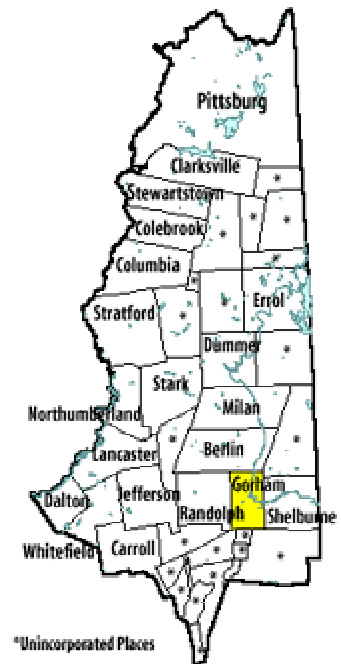 Pittsburg
Clarksville
*
Stewartstown
*
*
Colebrook
*
Columbia
*
*
*
*
Errol
Stratford
*
Dummer
*
Stark
Milan
Northumberland
*
*
Lancaster
Berlin
Gorham
Dalton
Jefferson
Randolph
Shelburne
Whitefield
Carroll
*
*
*
*
*
*
*
*
*
*
*Unincorporated Places